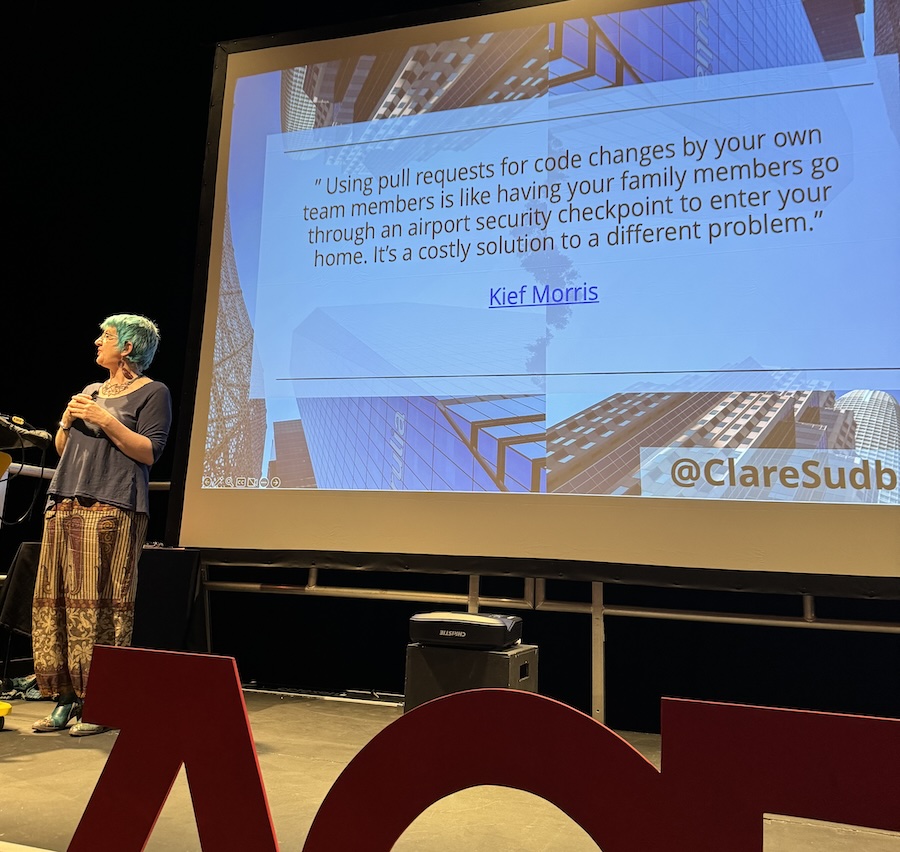 " Using pull requests for code changes by your own
team members is like having your family members go
through an airport security checkpoint to enter your
home. It's a costly solution to a different problem."
Kief Morris
@ClareSudb
CHRISTIE